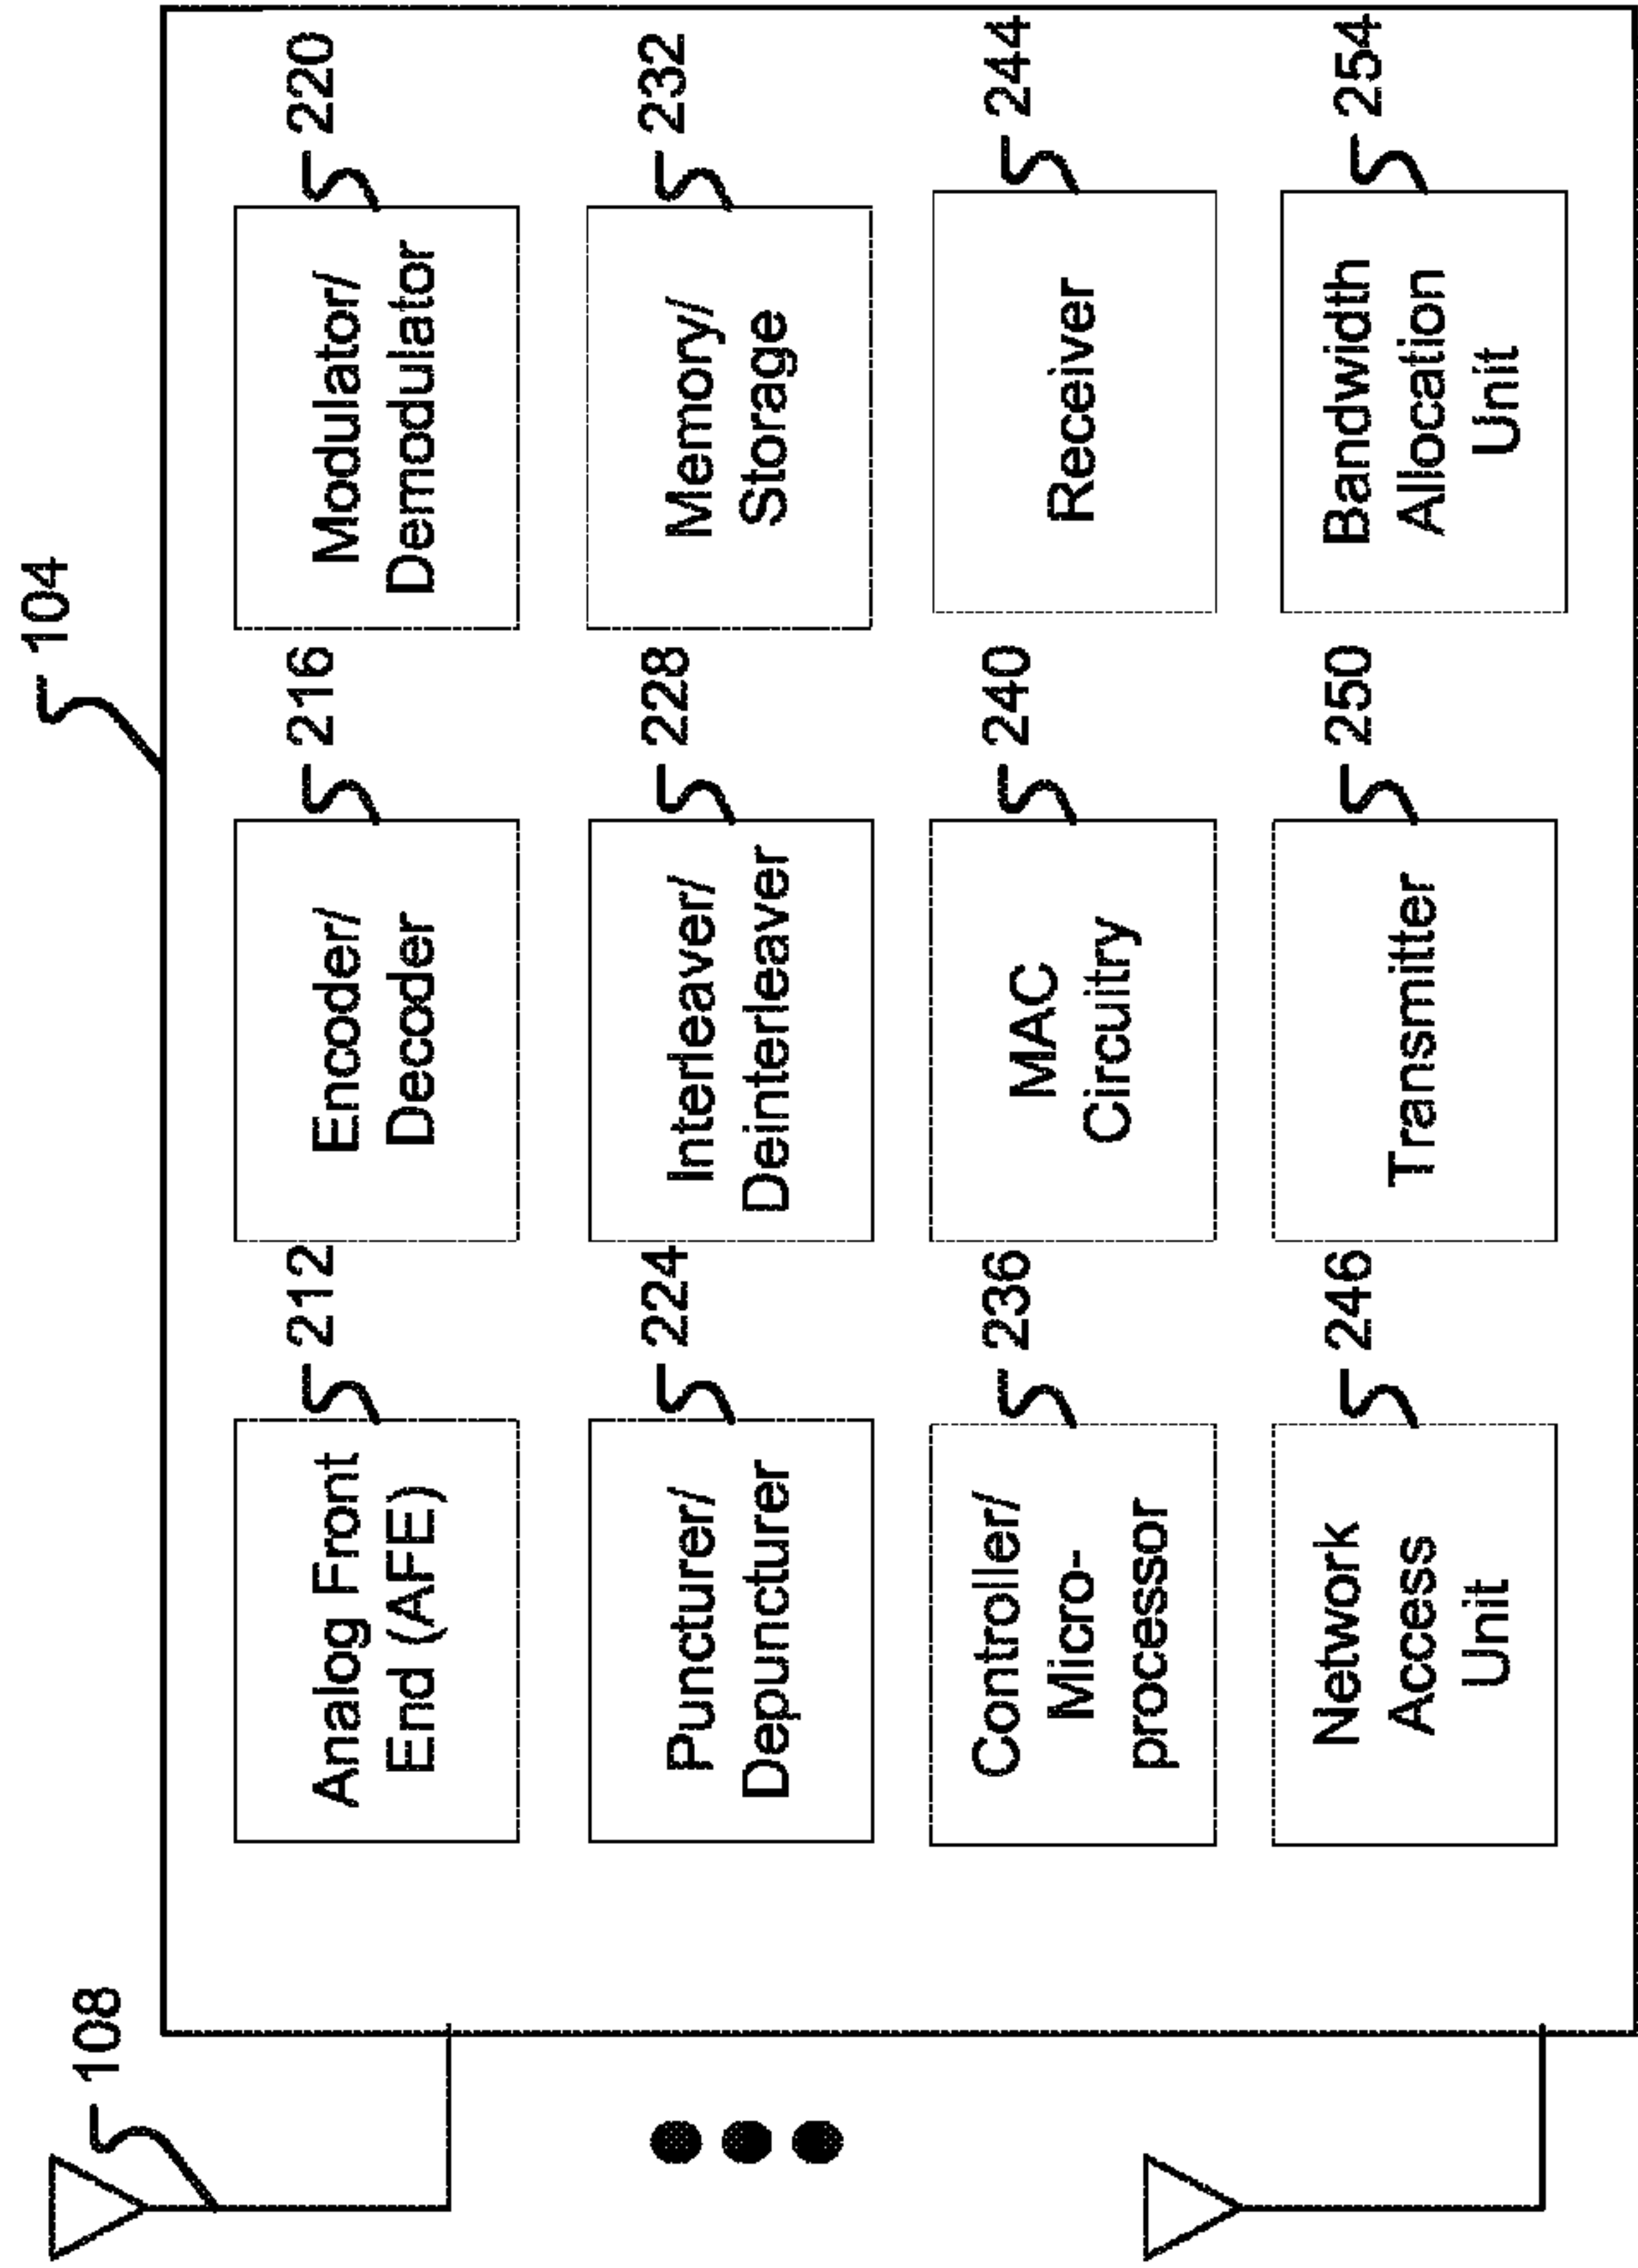 104
108
212
216
220
Analog Front
End (AFE)
Encoder/
Decoder
Modulator/
Demodulator
224
228
232
Puncturer/
Depuncturer
Interleaver/
Deinterleaver
Memory/
Storage
236
240
244
Controller/
Micro-
processor
MAC
Circuitry
Receiver
246
250
254
Network
Access
Unit
Transmitter
Bandwidth
Allocation
Unit